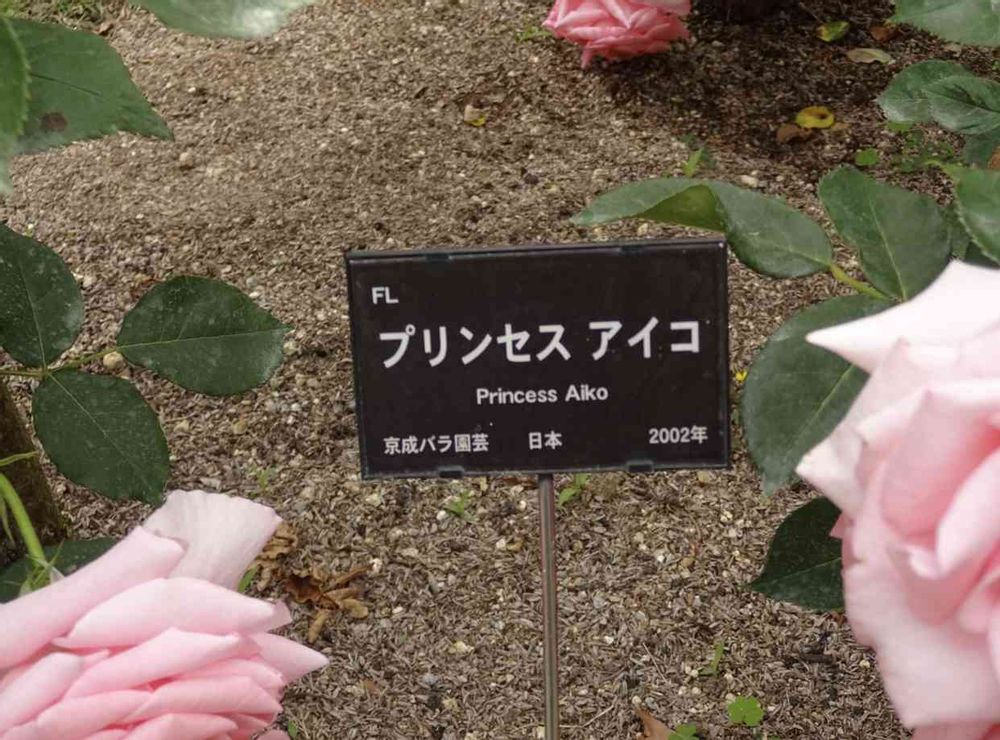 FL
プリンセス アイコ
Princess Aiko
京成バラ園芸 日本 2002年